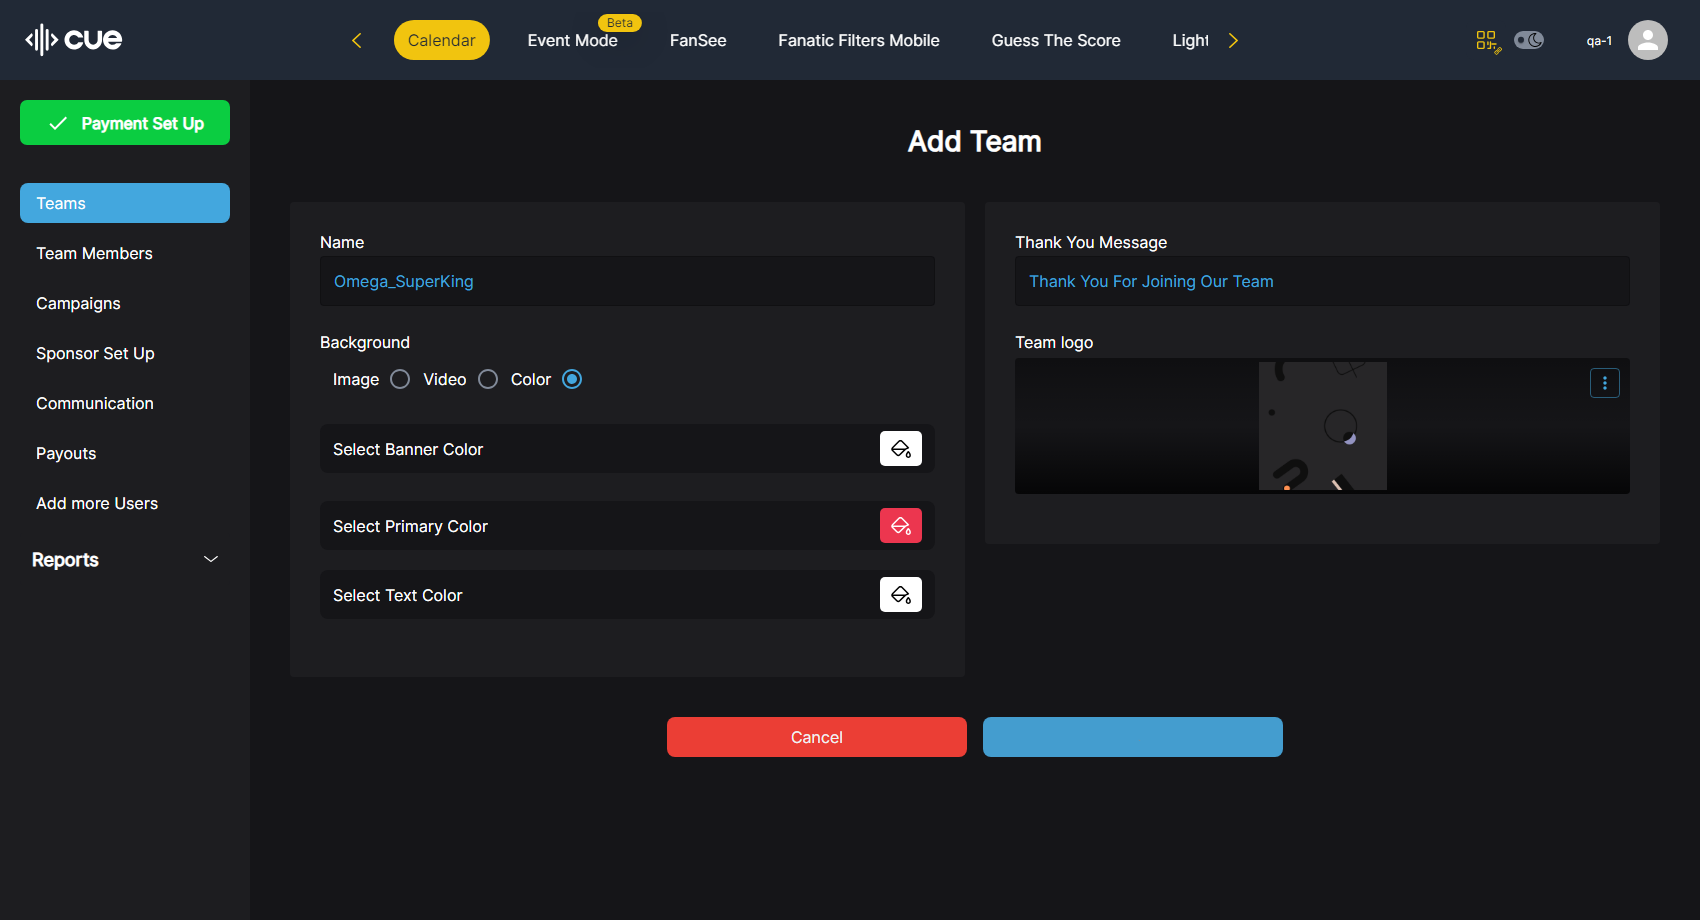 cue
Calendar
Event Mode
Beta
FanSee
Fanatic Filters Mobile
Guess The Score
Light
qa-1
Payment Set Up
Teams
Team Members
Campaigns
Sponsor Set Up
Communication
Payouts
Add more Users
Reports
Add Team
Name
Omega_SuperKing
Background
Image
Video
Color
Select Banner Color
Select Primary Color
Select Text Color
Thank You Message
Thank You For Joining Our Team
Team logo
Cancel